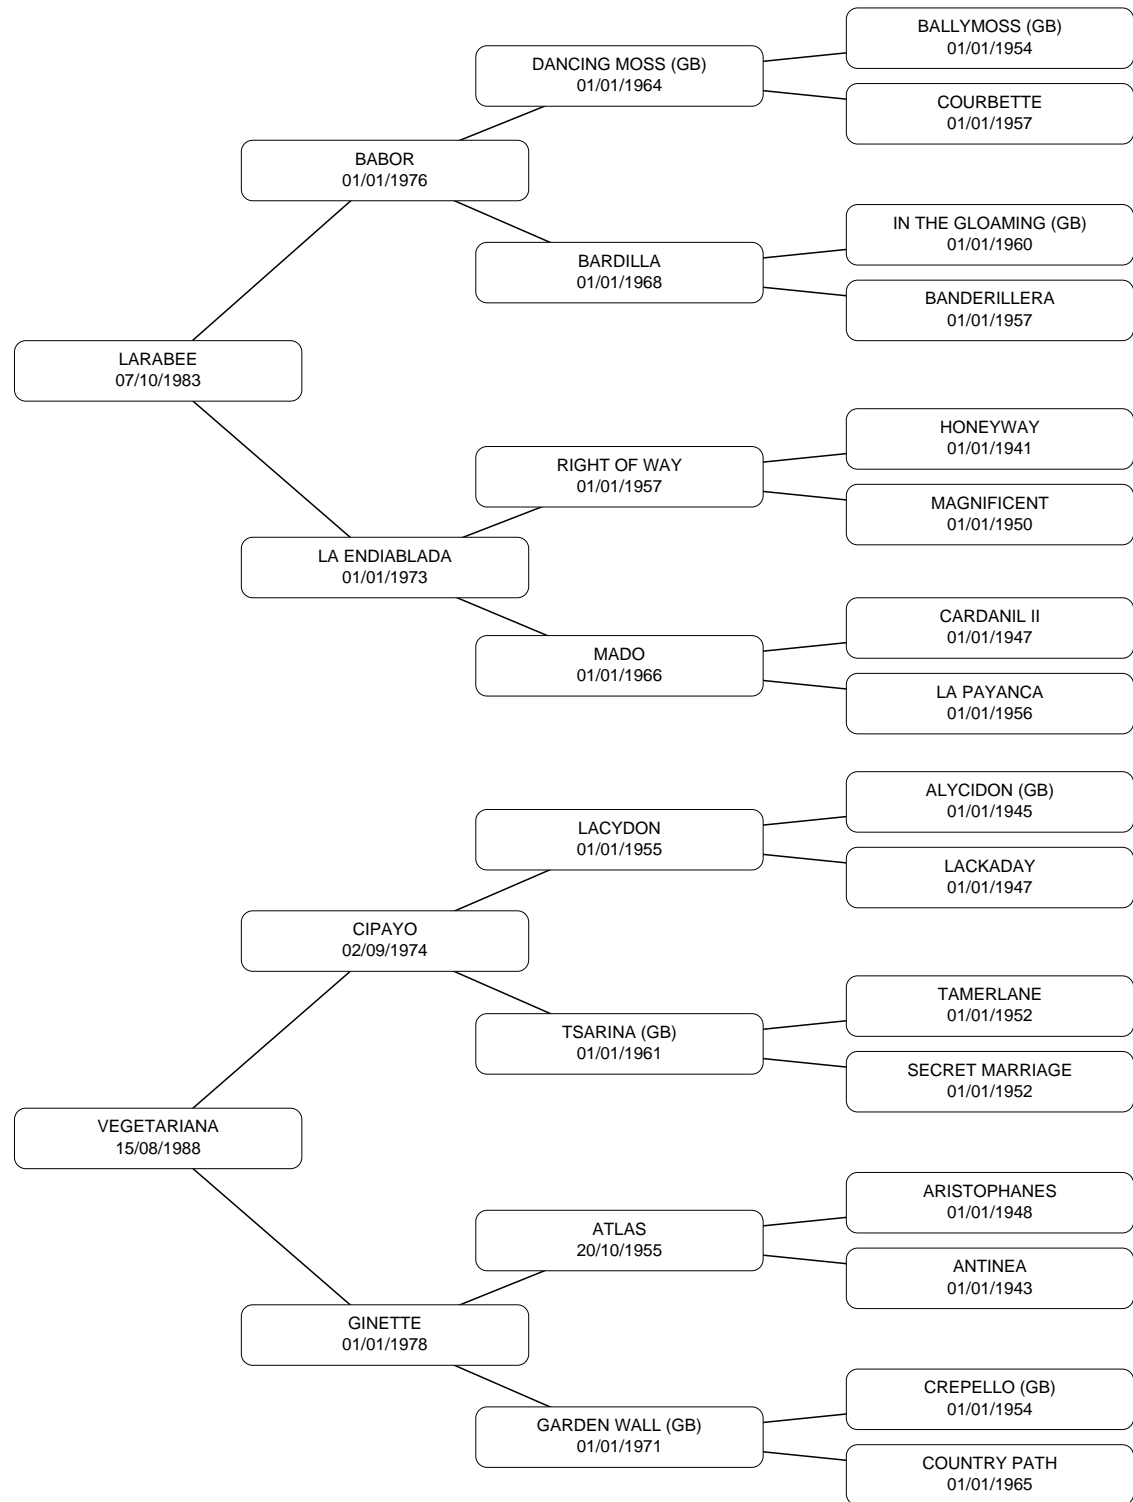 BALLYMOSS (GB)
01/01/1954
DANCING MOSS (GB)
01/01/1964
COURBETTE
01/01/1957
BABOR
01/01/1976
IN THE GLOAMING (GB)
01/01/1960
BARDILLA
01/01/1968
BANDERILLERA
01/01/1957
LARABEE
07/10/1983
HONEYWAY
01/01/1941
RIGHT OF WAY
01/01/1957
MAGNIFICENT
01/01/1950
LA ENDIABLADA
01/01/1973
CARDANIL II
01/01/1947
MADO
01/01/1966
LA PAYANCA
01/01/1956
ALYCIDON (GB)
01/01/1945
LACYDON
01/01/1955
LACKADAY
01/01/1947
CIPAYO
02/09/1974
TAMERLANE
01/01/1952
TSARINA (GB)
01/01/1961
SECRET MARRIAGE
01/01/1952
VEGETARIANA
15/08/1988
ARISTOPHANES
01/01/1948
ATLAS
20/10/1955
ANTINEA
01/01/1943
GINETTE
01/01/1978
CREPELLO (GB)
01/01/1954
GARDEN WALL (GB)
01/01/1971
COUNTRY PATH
01/01/1965